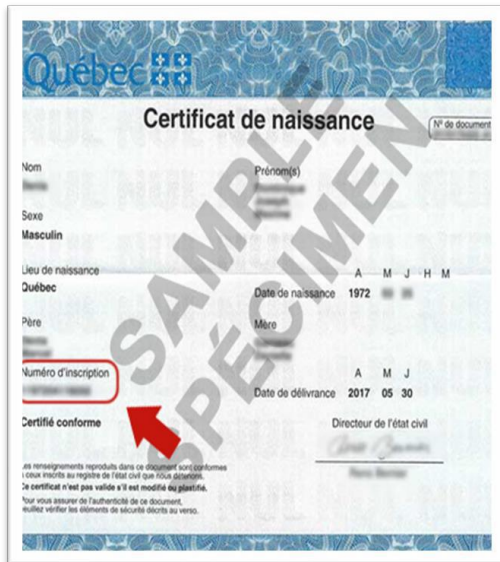 Québec
Certificat de naissance
Nº de document
Nom
Prénom(s)
Sexe
Masculin
Lieu de naissance
Québec
A M J H M
Date de naissance 1972
Père
Mère
Numéro d'inscription
A M J
Date de délivrance 2017 05 30
Certifié conforme
Directeur de l'état civil
Les renseignements reproduits dans ce document sont conformes
à ceux inscrits au registre de l'état civil que nous détenons.
Ce certificat n'est pas valide s'il est modifié ou plastifié.
Pour vous assurer de l'authenticité de ce document,
veuillez vérifier les éléments de sécurité décrits au verso.
SAMPLE
SPÉCIMEN